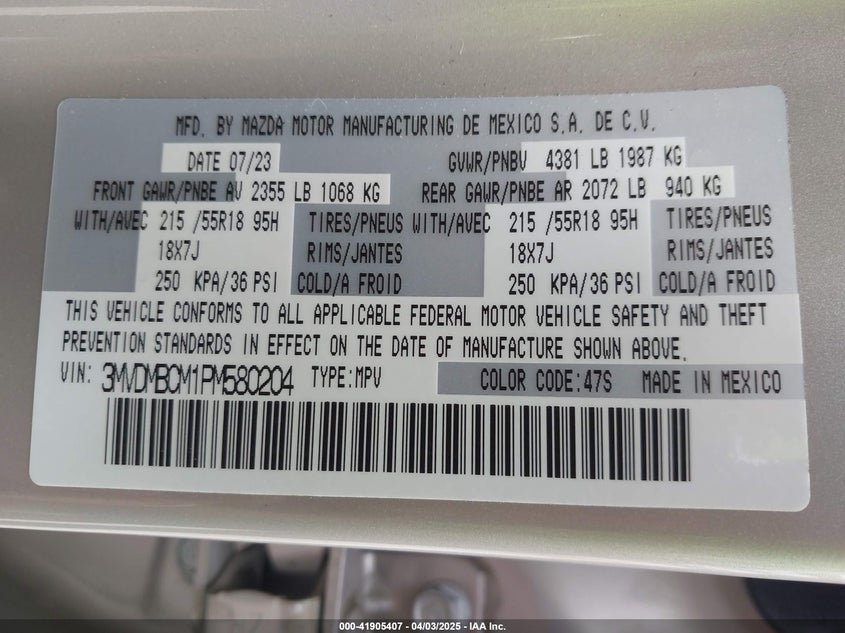 MFD. BY MAZDA MOTOR MANUFACTURING DE MEXICO S.A. DE C.V.
DATE 07/23 GVWR/PNBV 4381 LB 1987 KG
FRONT GAWR/PNBE AV 2355 LB 1068 KG REAR GAWR/PNBE AR 2072 LB 940 KG
WITH/AVEC 215 /55R18 95H TIRES/PNEUS WITH/AVEC 215 /55R18 95H TIRES/PNEUS
18X7J RIMS/JANTES 18X7J RIMS/JANTES
250 KPA/36 PSI COLD/A FROID 250 KPA/36 PSI COLD/A FROID
THIS VEHICLE CONFORMS TO ALL APPLICABLE FEDERAL MOTOR VEHICLE SAFETY AND THEFT
PREVENTION STANDARDS IN EFFECT ON THE DATE OF MANUFACTURE SHOWN ABOVE.
VIN: 3MVDMBCM1PM580204 TYPE:MPV COLOR CODE:47S MADE IN MEXICO
000-41905407 - 04/03/2025 - IAA Inc.